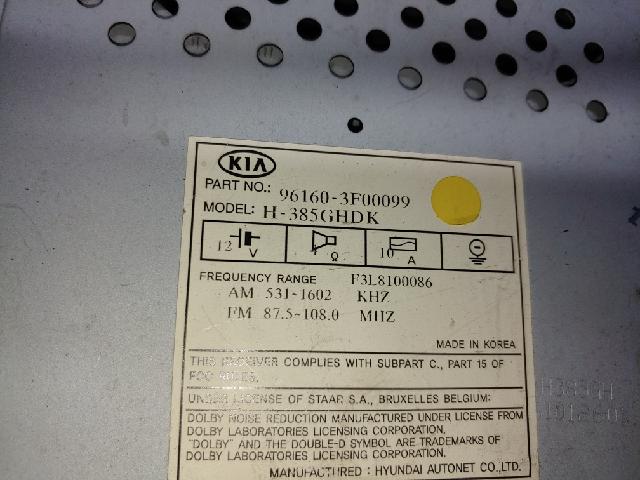 KIA
PART NO.: 96160-3F00099
MODEL: H-385GHDK
12 V Ω 10 A
FREQUENCY RANGE F3L8100086
AM 531-1602 KHZ
FM 87.5-108.0 MHZ
MADE IN KOREA
THIS RECEIVER COMPLIES WITH SUBPART C., PART 15 OF
FCC RULES.
UNDER LICENSE OF STAAR S.A., BRUXELLES BELGIUM:
DOLBY NOISE REDUCTION MANUFACTURED UNDER LICENSE FROM
DOLBY LABORATORIES LICENSING CORPORATION.
"DOLBY" AND THE DOUBLE-D SYMBOL ARE TRADEMARKS OF
DOLBY LABORATORIES LICENSING CORPORATION.
MANUFACTURED : HYUNDAI AUTONET CO.,LTD.